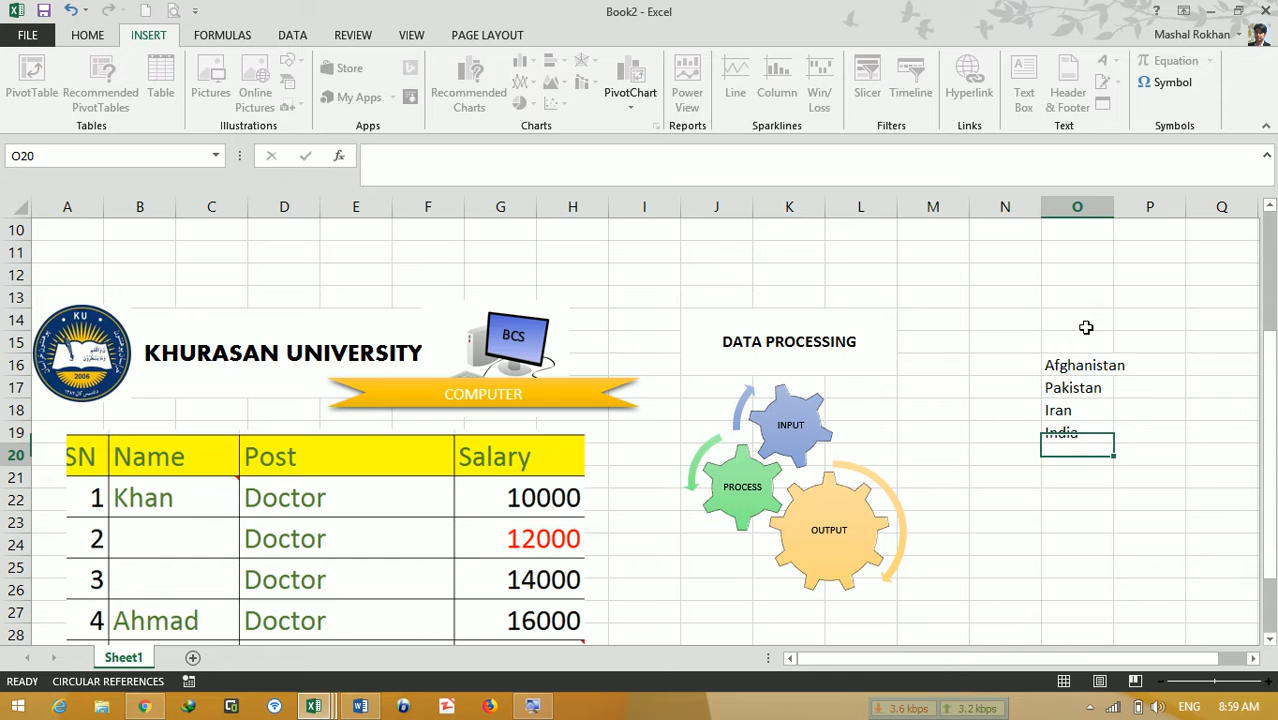 Book2 - Excel
FILE HOME INSERT FORMULAS DATA REVIEW VIEW PAGE LAYOUT
Mashal Rokhan
PivotTable
Recommended PivotTables
Table
Pictures
Online Pictures
Store
My Apps
Recommended Charts
PivotChart
Power View
Line
Column
Win/Loss
Slicer
Timeline
Hyperlink
Text Box
Header & Footer
Equation
Symbol
Tables Illustrations Apps Charts Reports Sparklines Filters Links Text Symbols
O20
fx
A B C D E F G H I J K L M N O P Q
10
11
12
13
14
15
16
17
18
19
20
21
22
23
24
25
26
27
28
KU
2006
KHURASAN UNIVERSITY
BCS
COMPUTER
SN Name Post Salary
1 Khan Doctor 10000
2 Doctor 12000
3 Doctor 14000
4 Ahmad Doctor 16000
DATA PROCESSING
INPUT
PROCESS
OUTPUT
Afghanistan
Pakistan
Iran
India
Sheet1
READY CIRCULAR REFERENCES
3.6 kbps 3.2 kbps
ENG 8:59 AM